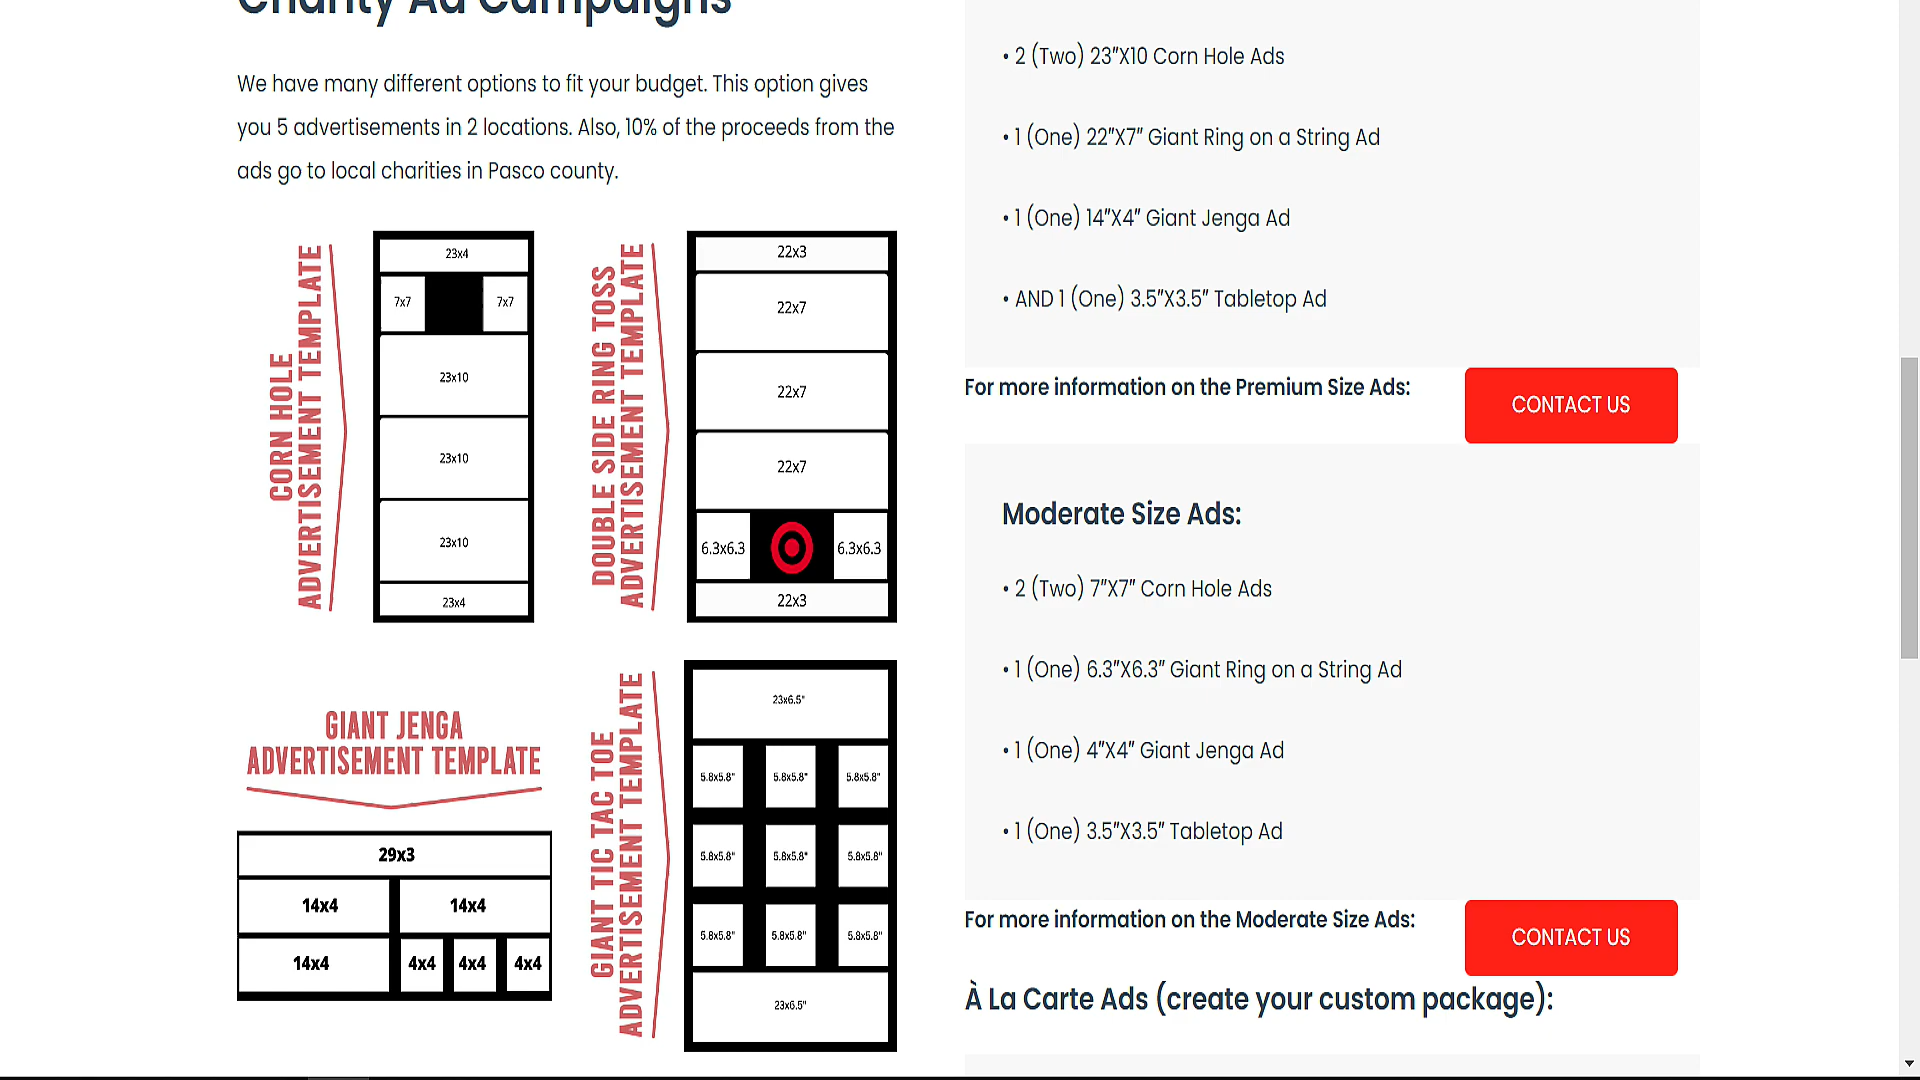 Charity Ad Campaigns
We have many different options to fit your budget. This option gives
you 5 advertisements in 2 locations. Also, 10% of the proceeds from the
ads go to local charities in Pasco county.
CORN HOLE
ADVERTISEMENT TEMPLATE
23x4
7x7 7x7
23x10
23x10
23x10
23x4
DOUBLE SIDE RING TOSS
ADVERTISEMENT TEMPLATE
22x3
22x7
22x7
22x7
6.3x6.3 6.3x6.3
22x3
GIANT JENGA
ADVERTISEMENT TEMPLATE
29x3
14x4 14x4
14x4 4x4 4x4 4x4
GIANT TIC TAC TOE
ADVERTISEMENT TEMPLATE
23x6.5"
5.8x5.8" 5.8x5.8" 5.8x5.8"
5.8x5.8" 5.8x5.8" 5.8x5.8"
5.8x5.8" 5.8x5.8" 5.8x5.8"
23x6.5"
• 2 (Two) 23″X10 Corn Hole Ads
• 1 (One) 22″X7″ Giant Ring on a String Ad
• 1 (One) 14″X4″ Giant Jenga Ad
• AND 1 (One) 3.5″X3.5″ Tabletop Ad
For more information on the Premium Size Ads:
CONTACT US
Moderate Size Ads:
• 2 (Two) 7″X7″ Corn Hole Ads
• 1 (One) 6.3″X6.3″ Giant Ring on a String Ad
• 1 (One) 4″X4″ Giant Jenga Ad
• 1 (One) 3.5″X3.5″ Tabletop Ad
For more information on the Moderate Size Ads:
CONTACT US
À La Carte Ads (create your custom package):